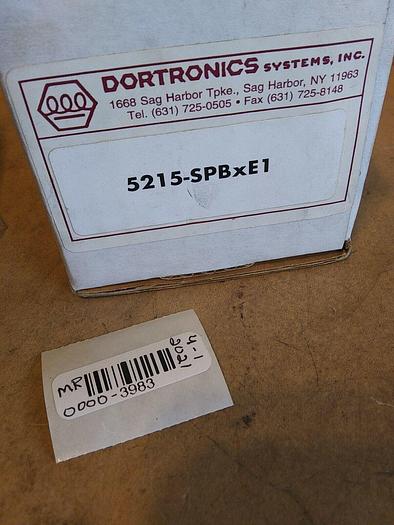 DORTRONICS SYSTEMS, INC.
1668 Sag Harbor Tpke., Sag Harbor, NY 11963
Tel. (631) 725-0505 • Fax (631) 725-8148
5215-SPBxE1
MR
0000-3983